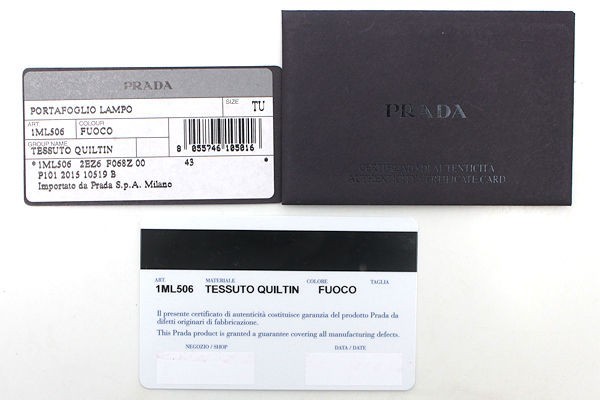 PRADA
PORTAFOGLIO LAMPO
SIZE TU
ART. COLOUR
1ML506 FUOCO
GROUP NAME
TESSUTO QUILTIN
8 055746 105816
*1ML506 2EZ6 F068Z 00 43 *
P101 2015 10519 B
Importato da Prada S.p.A. Milano
PRADA
CERTIFICATO DI AUTENTICITÀ
AUTHENTICITY CERTIFICATE CARD
ART. MATERIALE COLORE TAGLIA
1ML506 TESSUTO QUILTIN FUOCO
Il presente certificato di autenticità costituisce garanzia del prodotto Prada da
difetti originari di fabbricazione.
This Prada product is granted a guarantee covering all manufacturing defects.
NEGOZIO / SHOP DATA / DATE